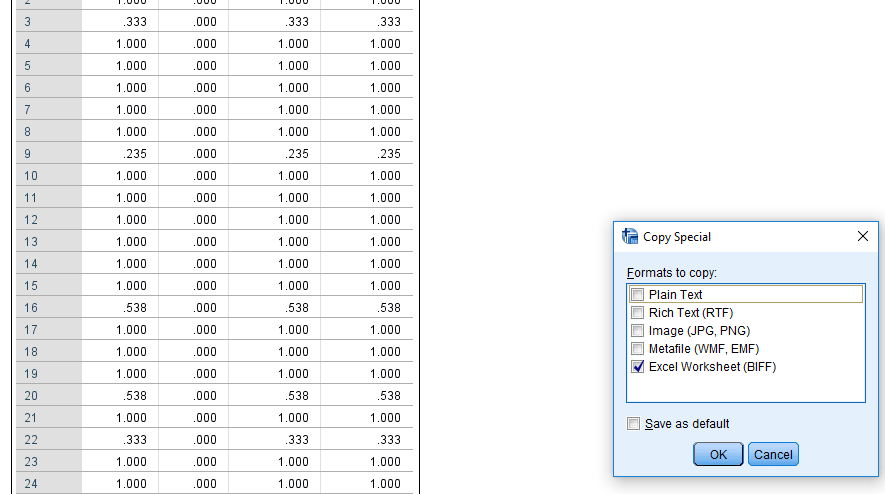 2 1.000 .000 1.000 1.000
3 .333 .000 .333 .333
4 1.000 .000 1.000 1.000
5 1.000 .000 1.000 1.000
6 1.000 .000 1.000 1.000
7 1.000 .000 1.000 1.000
8 1.000 .000 1.000 1.000
9 .235 .000 .235 .235
10 1.000 .000 1.000 1.000
11 1.000 .000 1.000 1.000
12 1.000 .000 1.000 1.000
13 1.000 .000 1.000 1.000
14 1.000 .000 1.000 1.000
15 1.000 .000 1.000 1.000
16 .538 .000 .538 .538
17 1.000 .000 1.000 1.000
18 1.000 .000 1.000 1.000
19 1.000 .000 1.000 1.000
20 .538 .000 .538 .538
21 1.000 .000 1.000 1.000
22 .333 .000 .333 .333
23 1.000 .000 1.000 1.000
24 1.000 .000 1.000 1.000
Copy Special
Formats to copy:
Plain Text
Rich Text (RTF)
Image (JPG, PNG)
Metafile (WMF, EMF)
Excel Worksheet (BIFF)
Save as default
OK Cancel